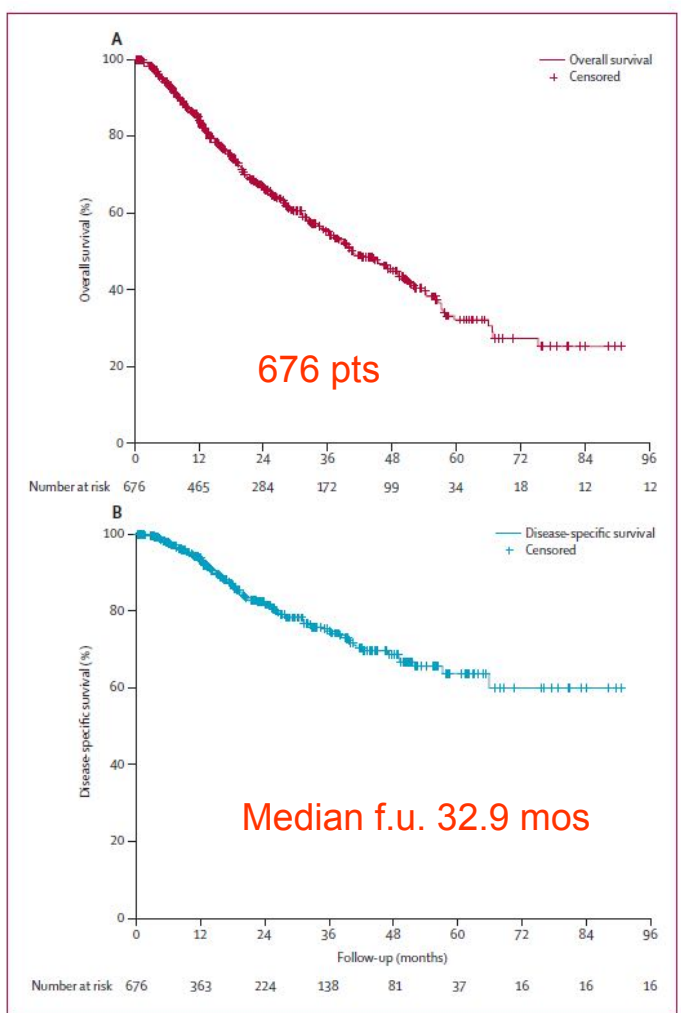 A
Overall survival
Censored
Overall survival (%)
100
80
60
40
20
0
0 12 24 36 48 60 72 84 96
676 pts
Number at risk 676 465 284 172 99 34 18 12 12
B
Disease-specific survival
Censored
Disease-specific survival (%)
100
80
60
40
20
0
Median f.u. 32.9 mos
0 12 24 36 48 60 72 84 96
Follow-up (months)
Number at risk 676 363 224 138 81 37 16 16 16